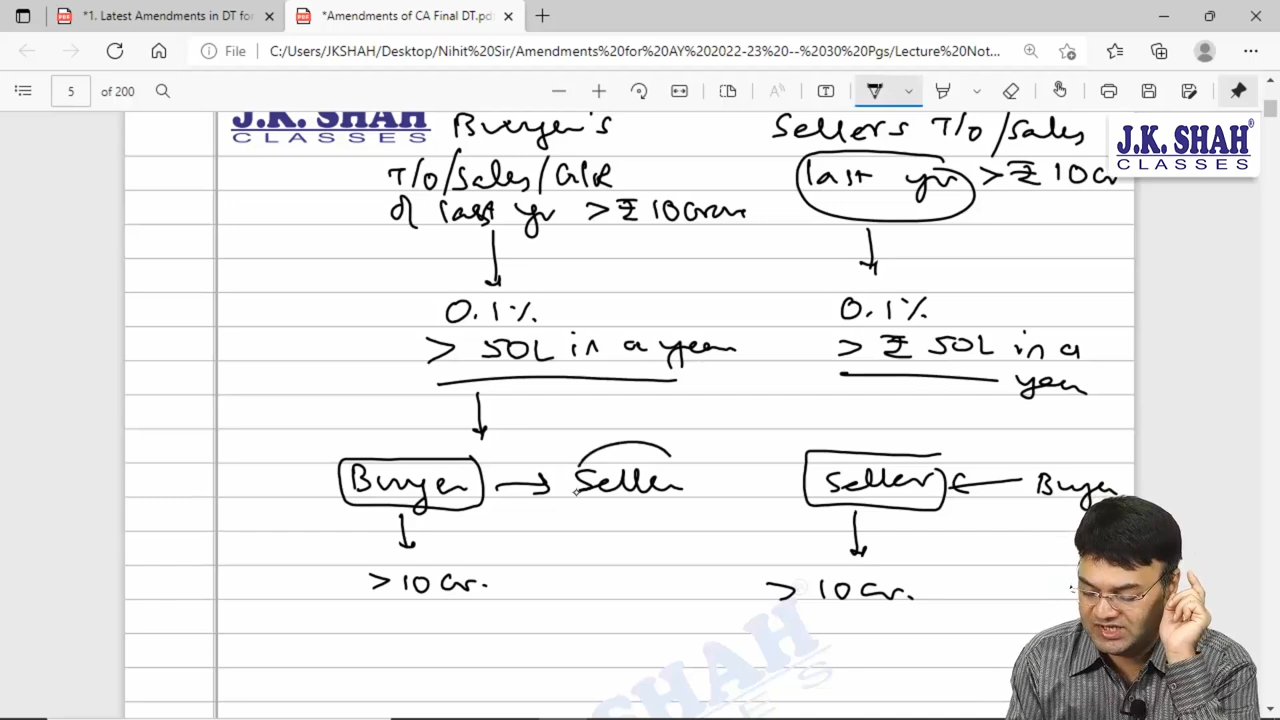 *1. Latest Amendments in DT for
*Amendments of CA Final DT.pd
File
C:/Users/JKSHAH/Desktop/Nihit%20Sir/Amendments%20for%20AY%202022-23%20--%2030%20Pgs/Lecture%20Not...
5
of 200
J.K. SHAH
CLASSES
Buyer's
T/O/Sales/G/R
of last yr > ₹ 10 crore
Sellers T/O/Sales
last yr > ₹ 10 Cr
J.K. SHAH®
CLASSES
0.1%
> 50L in a year
0.1%
> ₹ 50L in a
year
Buyer → Seller
Seller ← Buyer
> 10 Cr.
> 10 Cr.
SHAH